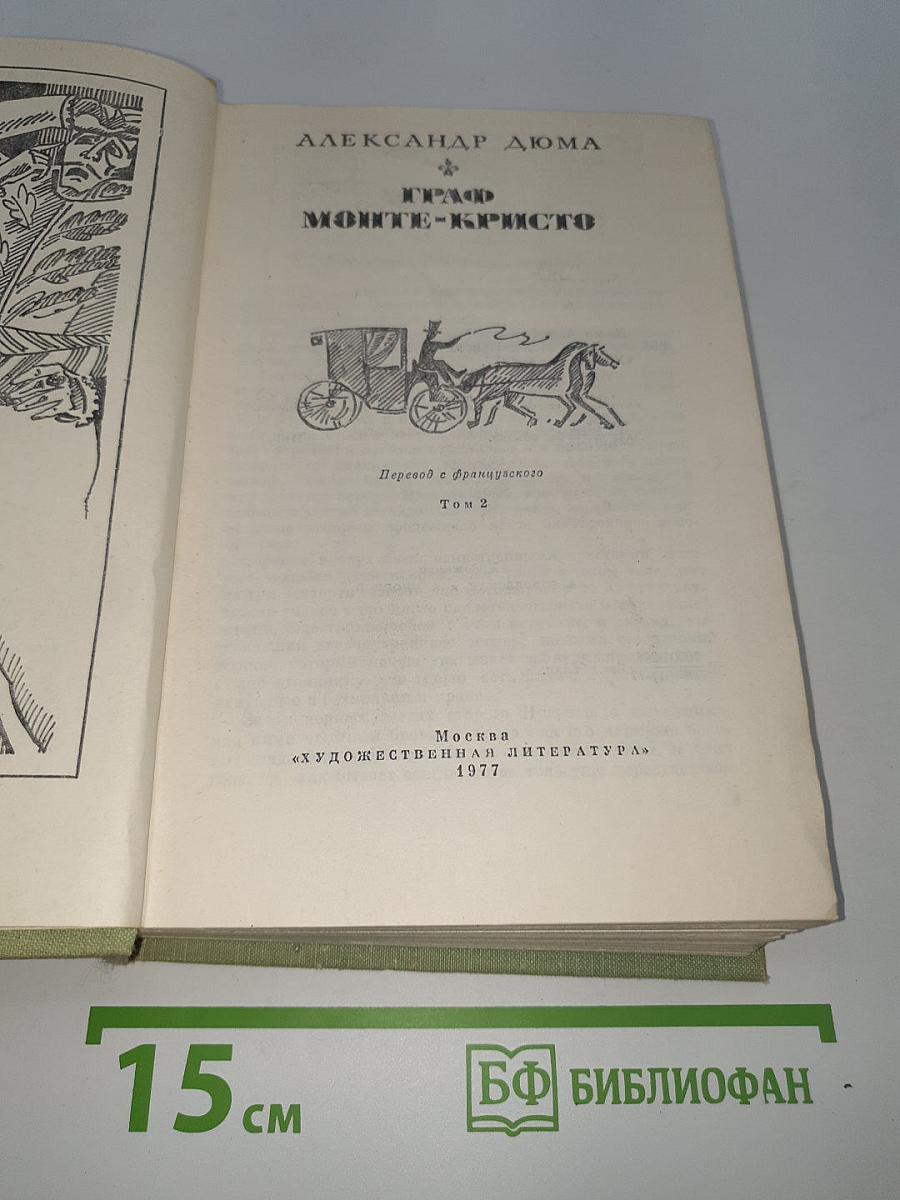 АЛЕКСАНДР ДЮМА
ГРАФ
МОНТЕ-КРИСТО
Перевод с французского
Том 2
Москва
«ХУДОЖЕСТВЕННАЯ ЛИТЕРАТУРА»
1977
15 см
БФ БИБЛИОФАН